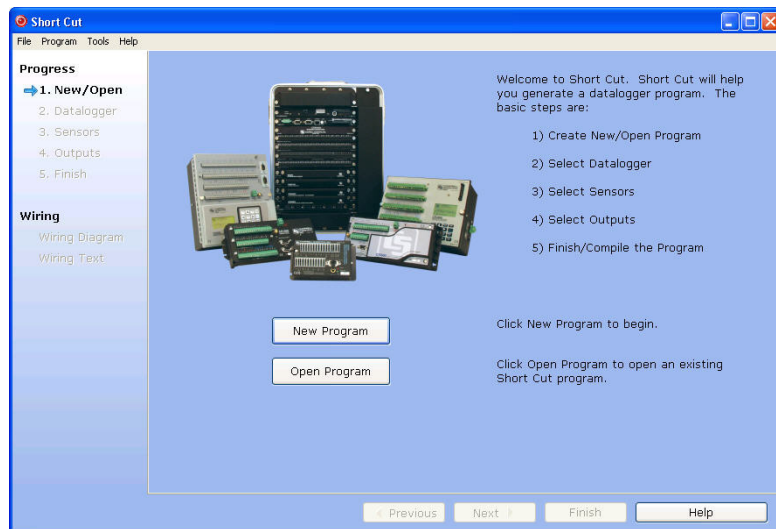 Short Cut
File Program Tools Help
Progress
1. New/Open
2. Datalogger
3. Sensors
4. Outputs
5. Finish
Wiring
Wiring Diagram
Wiring Text
Welcome to Short Cut. Short Cut will help
you generate a datalogger program. The
basic steps are:
1) Create New/Open Program
2) Select Datalogger
3) Select Sensors
4) Select Outputs
5) Finish/Compile the Program
New Program
Click New Program to begin.
Open Program
Click Open Program to open an existing
Short Cut program.
Previous
Next
Finish
Help